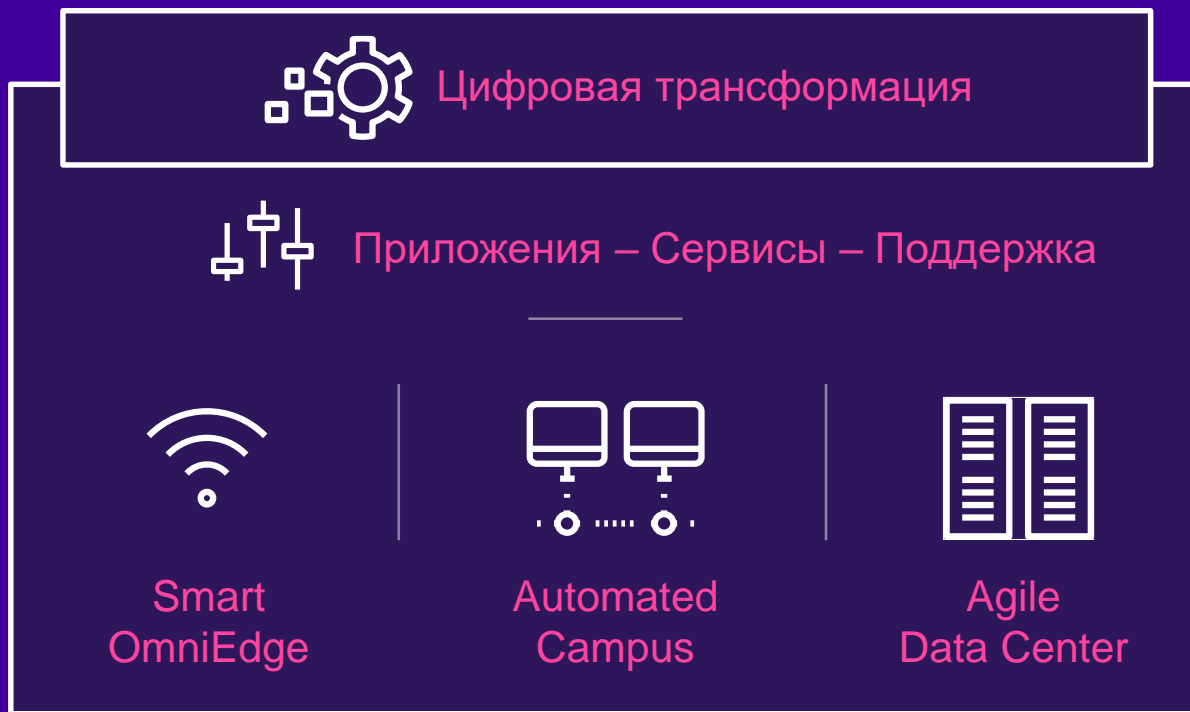 Цифровая трансформация
Приложения – Сервисы – Поддержка
Smart
OmniEdge
Automated
Campus
Agile
Data Center